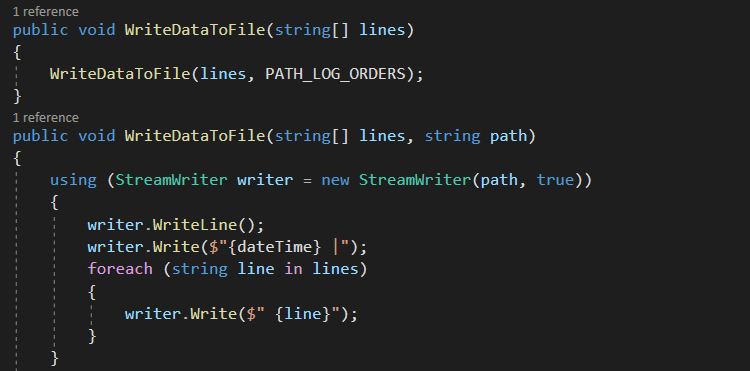 1 reference
public void WriteDataToFile(string[] lines)
{
WriteDataToFile(lines, PATH_LOG_ORDERS);
}
1 reference
public void WriteDataToFile(string[] lines, string path)
{
using (StreamWriter writer = new StreamWriter(path, true))
{
writer.WriteLine();
writer.Write($"{dateTime} |");
foreach (string line in lines)
{
writer.Write($" {line}");
}
}